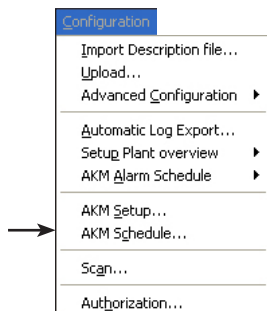 Configuration
Import Description file...
Upload...
Advanced Configuration
Automatic Log Export...
Setup Plant overview
AKM Alarm Schedule
AKM Setup...
AKM Schedule...
Scan...
Authorization...